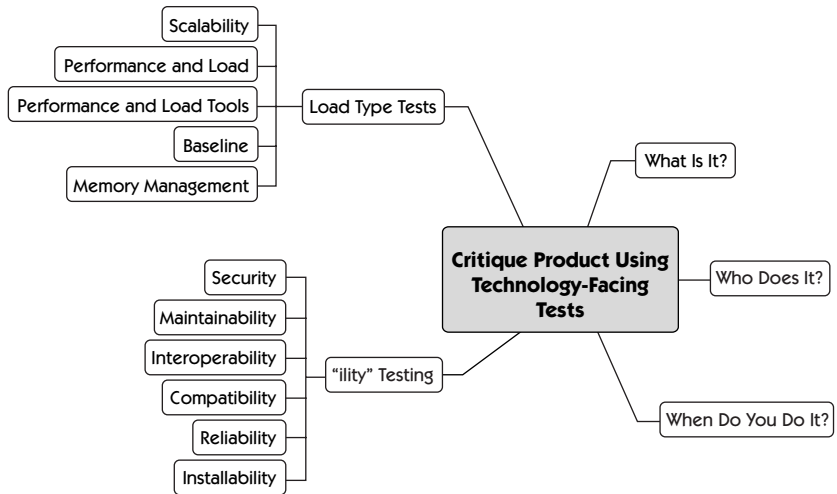 Scalability
Performance and Load
Performance and Load Tools
Baseline
Memory Management
Load Type Tests
Security
Maintainability
Interoperability
Compatibility
Reliability
Installability
“ility” Testing
Critique Product Using
Technology-Facing
Tests
What Is It?
Who Does It?
When Do You Do It?